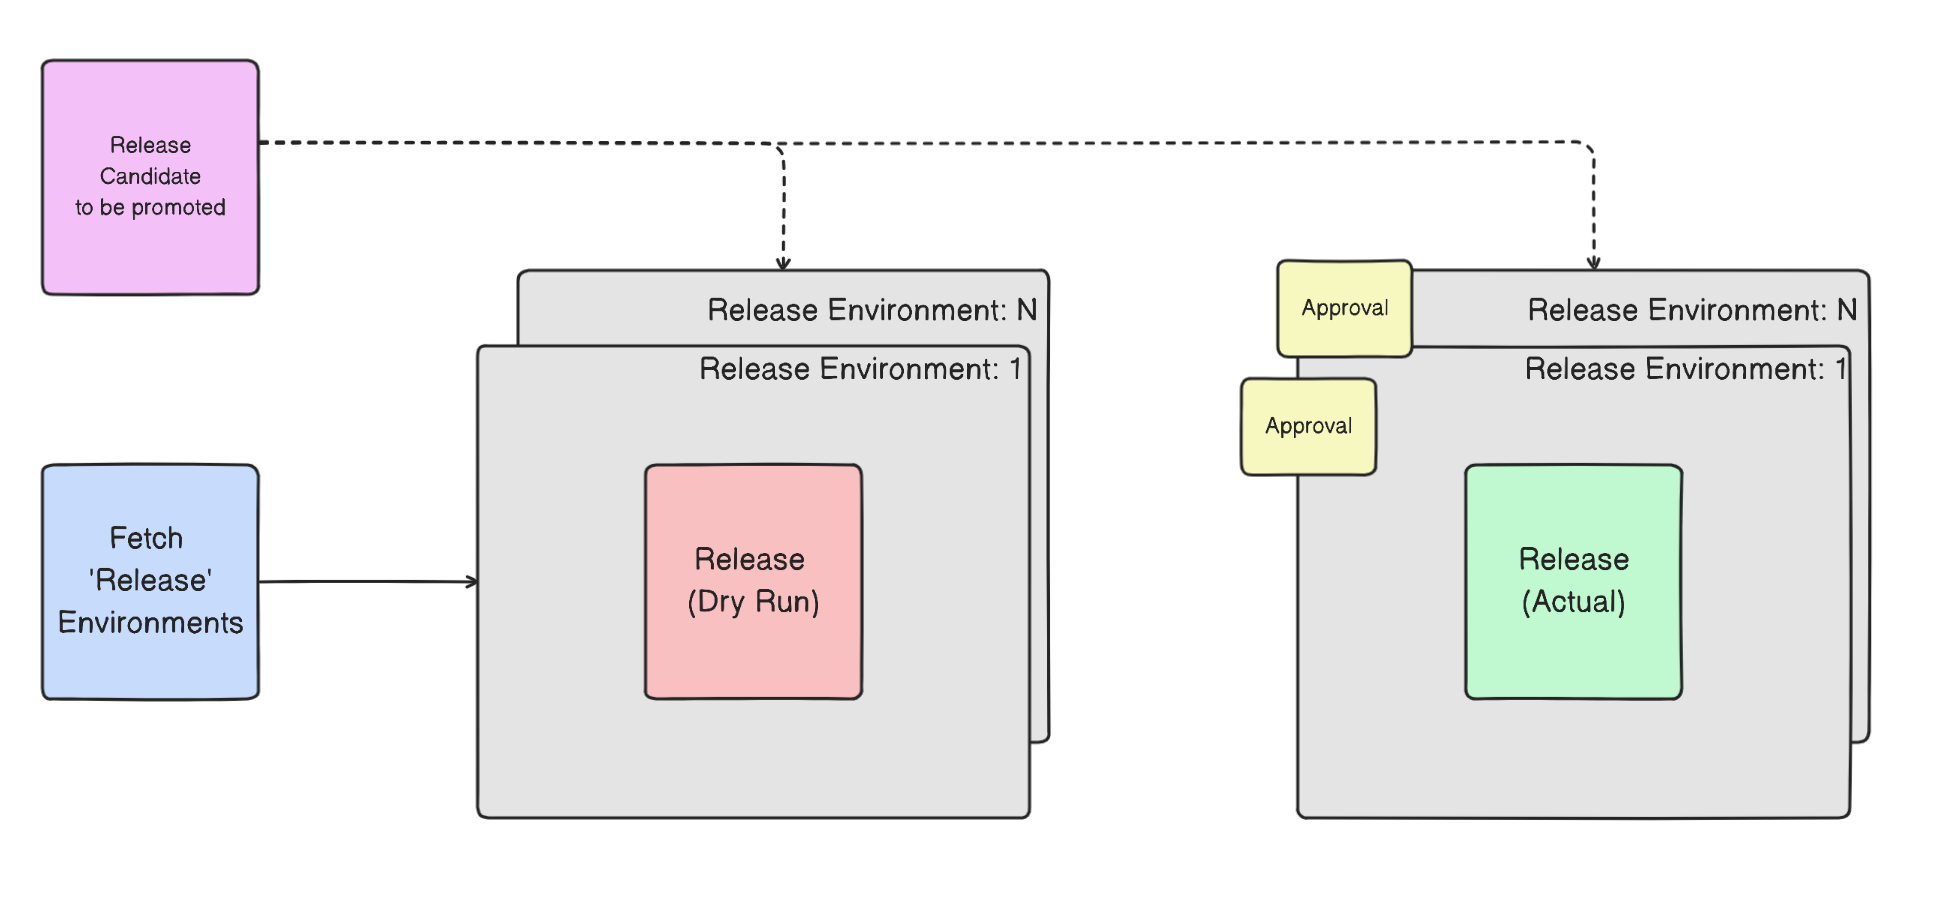 Release
Candidate
to be promoted
Release Environment: N
Release Environment: 1
Fetch
'Release'
Environments
Release
(Dry Run)
Approval
Release Environment: N
Release Environment: 1
Approval
Release
(Actual)